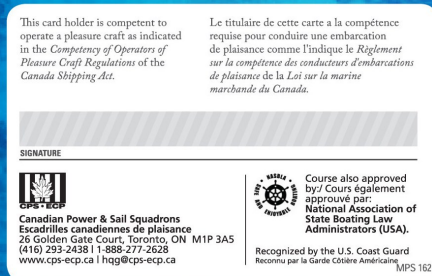 This card holder is competent to
operate a pleasure craft as indicated
in the Competency of Operators of
Pleasure Craft Regulations of the
Canada Shipping Act.
Le titulaire de cette carte a la compétence
requise pour conduire une embarcation
de plaisance comme l'indique le Règlement
sur la compétence des conducteurs d'embarcations
de plaisance de la Loi sur la marine
marchande du Canada.
SIGNATURE
CPS•ECP
Canadian Power & Sail Squadrons
Escadrilles canadiennes de plaisance
26 Golden Gate Court, Toronto, ON M1P 3A5
(416) 293-2438 | 1-888-277-2628
www.cps-ecp.ca | hqg@cps-ecp.ca
NASBLA
SAFE AND ENJOYABLE BOATING
Course also approved
by:/ Cours également
approuvé par:
National Association of
State Boating Law
Administrators (USA).
Recognized by the U.S. Coast Guard
Reconnu par la Garde Côtière Américaine
MPS 162